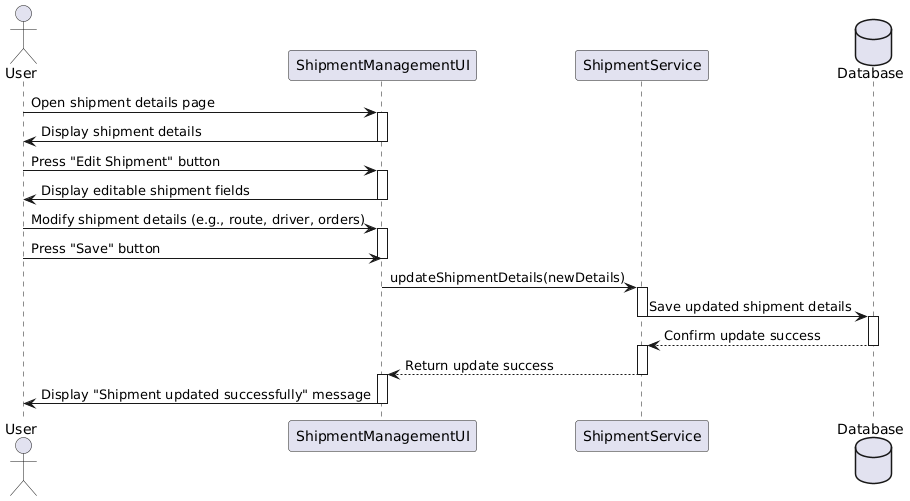 User
ShipmentManagementUI
ShipmentService
Database
Open shipment details page
Display shipment details
Press "Edit Shipment" button
Display editable shipment fields
Modify shipment details (e.g., route, driver, orders)
Press "Save" button
updateShipmentDetails(newDetails)
Save updated shipment details
Confirm update success
Return update success
Display "Shipment updated successfully" message
User
ShipmentManagementUI
ShipmentService
Database